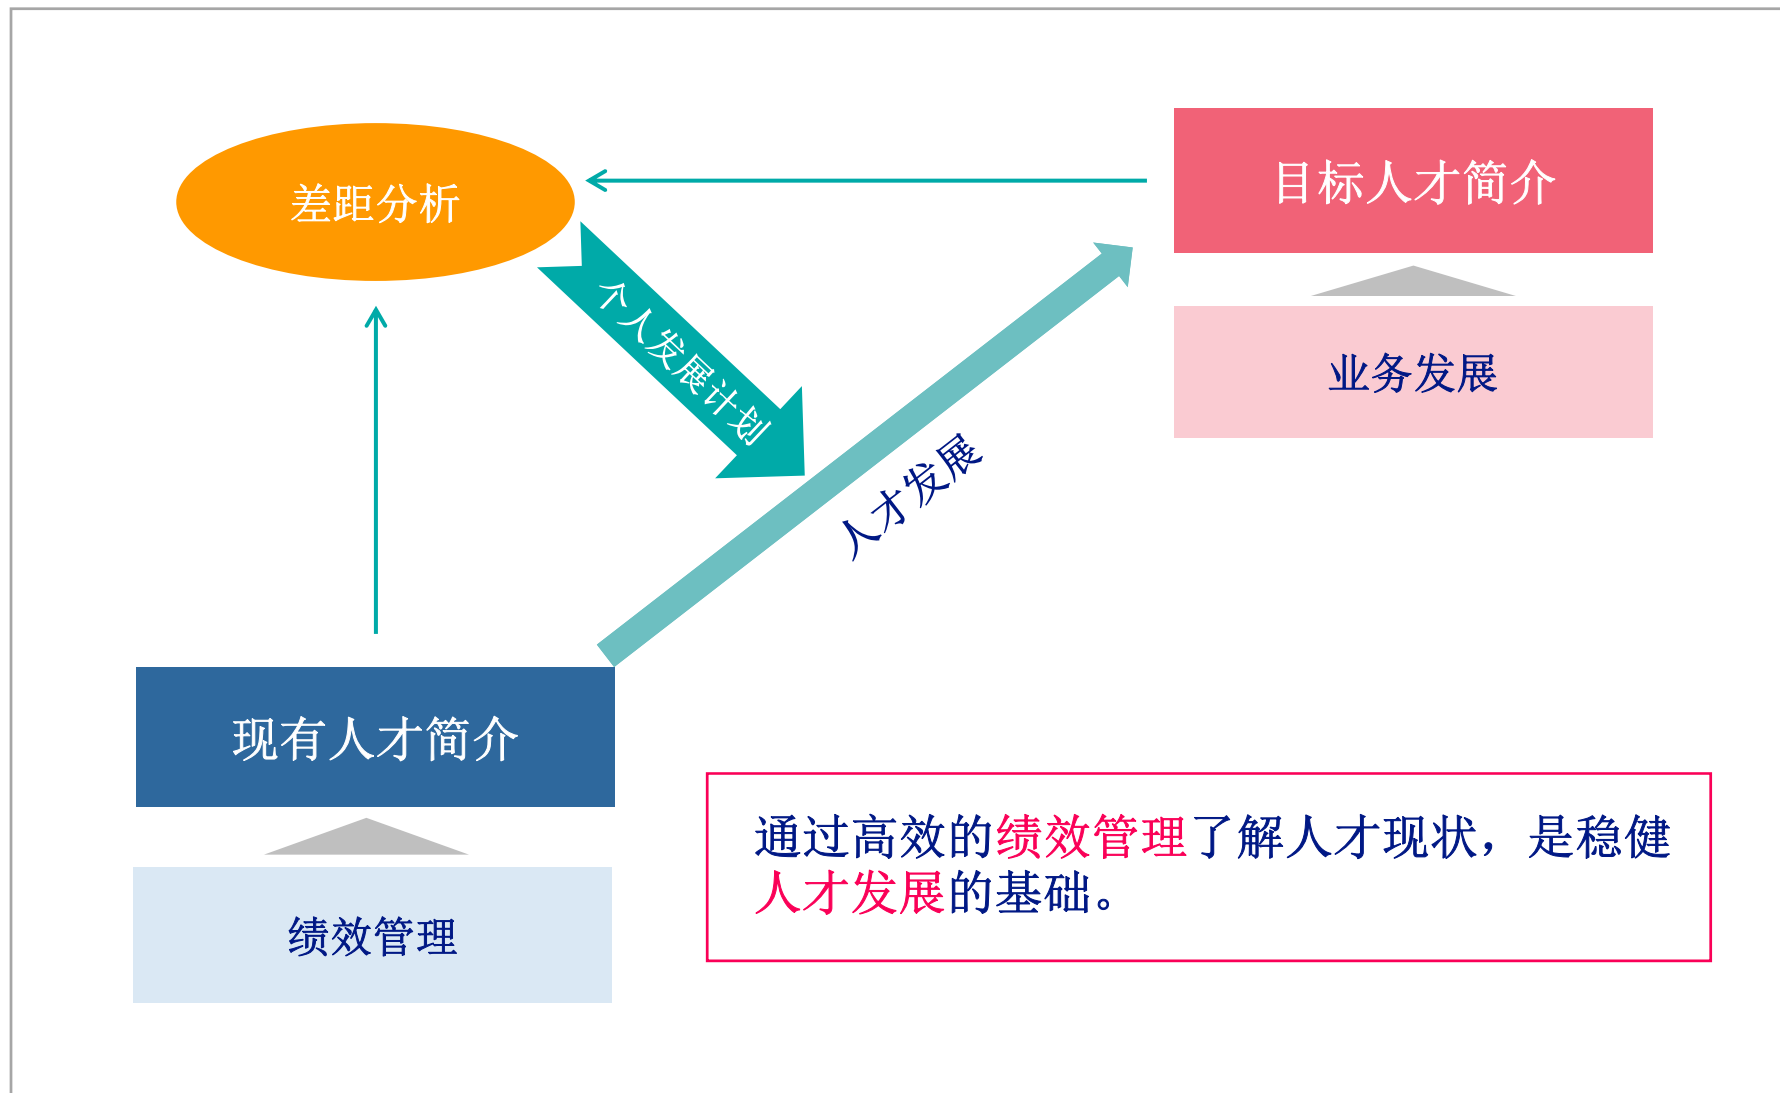 差距分析
目标人才简介
个人发展计划
业务发展
人才发展
现有人才简介
绩效管理
通过高效的绩效管理了解人才现状，是稳健
人才发展的基础。